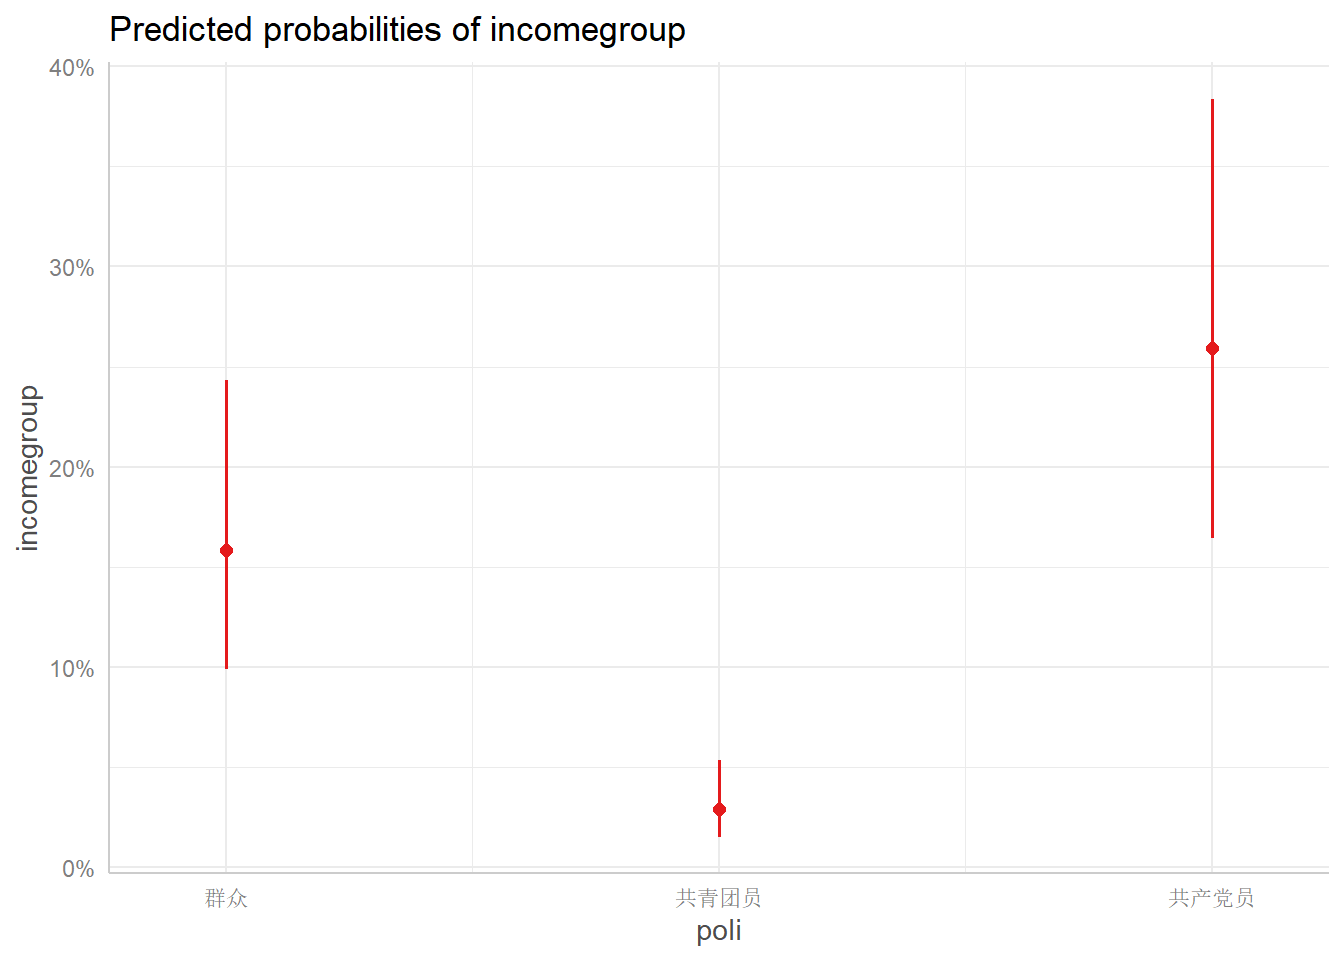 Predicted probabilities of incomegroup
40%
30%
20%
10%
0%
incomegroup
群众
共青团员
共产党员
poli